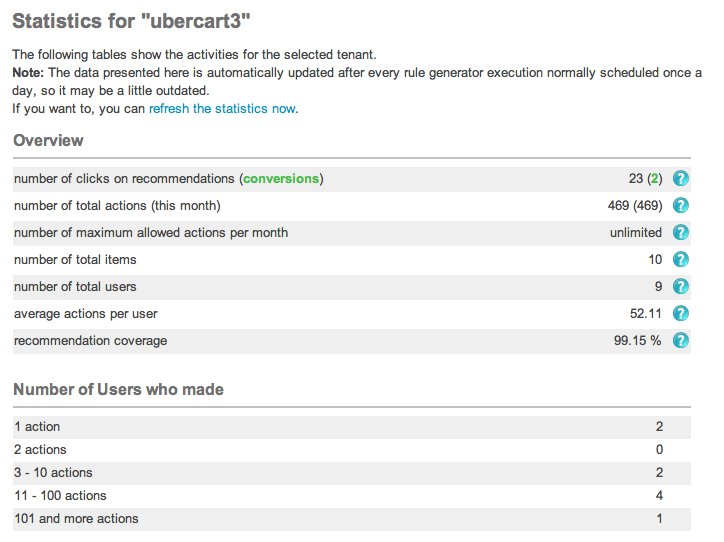 Statistics for "ubercart3"
The following tables show the activities for the selected tenant.
Note: The data presented here is automatically updated after every rule generator execution normally scheduled once a
day, so it may be a little outdated.
If you want to, you can refresh the statistics now.
Overview
number of clicks on recommendations (conversions) 23 (2) ?
number of total actions (this month) 469 (469) ?
number of maximum allowed actions per month unlimited ?
number of total items 10 ?
number of total users 9 ?
average actions per user 52.11 ?
recommendation coverage 99.15 % ?
Number of Users who made
1 action 2
2 actions 0
3 - 10 actions 2
11 - 100 actions 4
101 and more actions 1